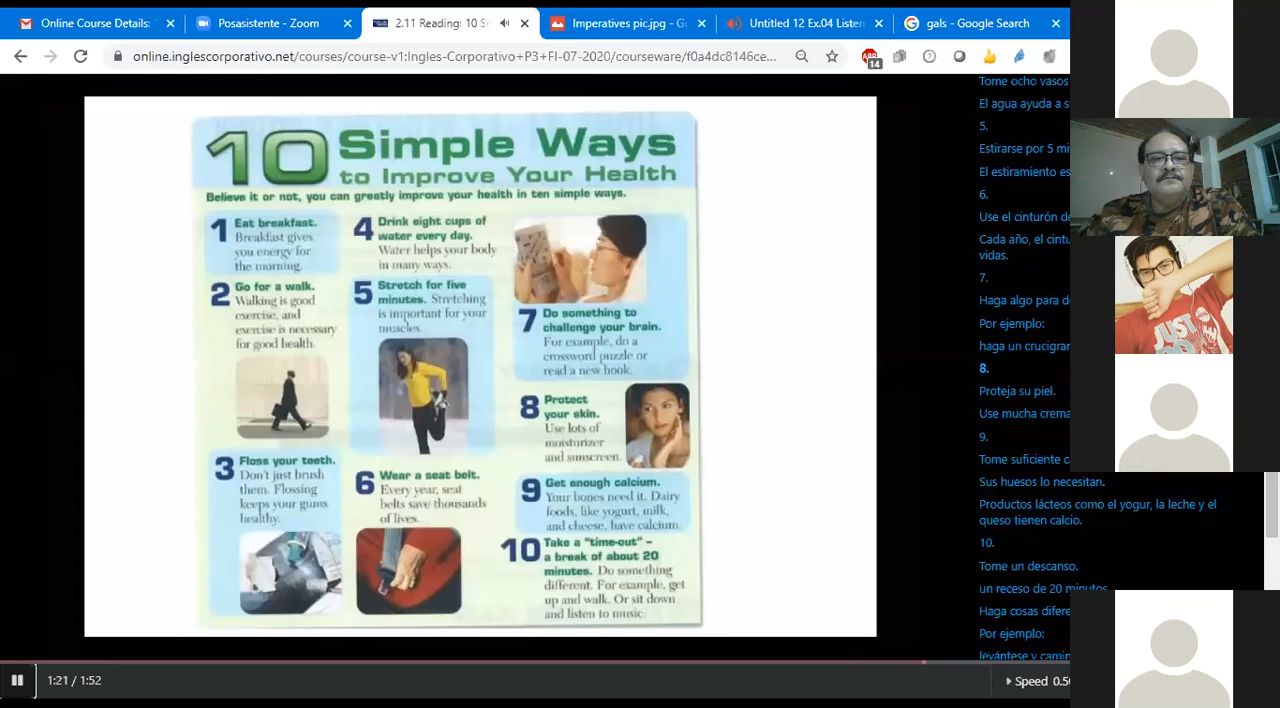 Online Course Details:
Posasistente - Zoom
2.11 Reading: 10 Si
Imperatives pic.jpg - G
Untitled 12 Ex.04 Listen
gals - Google Search
online.inglescorporativo.net/courses/course-v1:Ingles-Corporativo+P3+FI-07-2020/courseware/f0a4dc8146ce...
14
10 Simple Ways
to Improve Your Health
Believe it or not, you can greatly improve your health in ten simple ways.
1 Eat breakfast.
Breakfast gives
you energy for
the morning.
2 Go for a walk.
Walking is good
exercise, and
exercise is necessary
for good health.
3 Floss your teeth.
Don't just brush
them. Flossing
keeps your gums
healthy.
4 Drink eight cups of
water every day.
Water helps your body
in many ways.
5 Stretch for five
minutes. Stretching
is important for your
muscles.
6 Wear a seat belt.
Every year, seat
belts save thousands
of lives.
7 Do something to
challenge your brain.
For example, do a
crossword puzzle or
read a new book.
8 Protect
your skin.
Use lots of
moisturizer
and sunscreen.
9 Get enough calcium.
Your bones need it. Dairy
foods, like yogurt, milk,
and cheese, have calcium.
10 Take a "time-out" –
a break of about 20
minutes. Do something
different. For example, get
up and walk. Or sit down
and listen to music.
Tome ocho vasos
El agua ayuda a s
5.
Estirarse por 5 mi
El estiramiento es
6.
Use el cinturón de
Cada año, el cintu
vidas.
7.
Haga algo para de
Por ejemplo:
haga un crucigran
8.
Proteja su piel.
Use mucha crema
9.
Tome suficiente c
Sus huesos lo necesitan.
Productos lácteos como el yogur, la leche y el
queso tienen calcio.
10.
Tome un descanso.
un receso de 20 minutos
Haga cosas difere
Por ejemplo:
levántese y camin
JUST
1:21 / 1:52
Speed 0.5